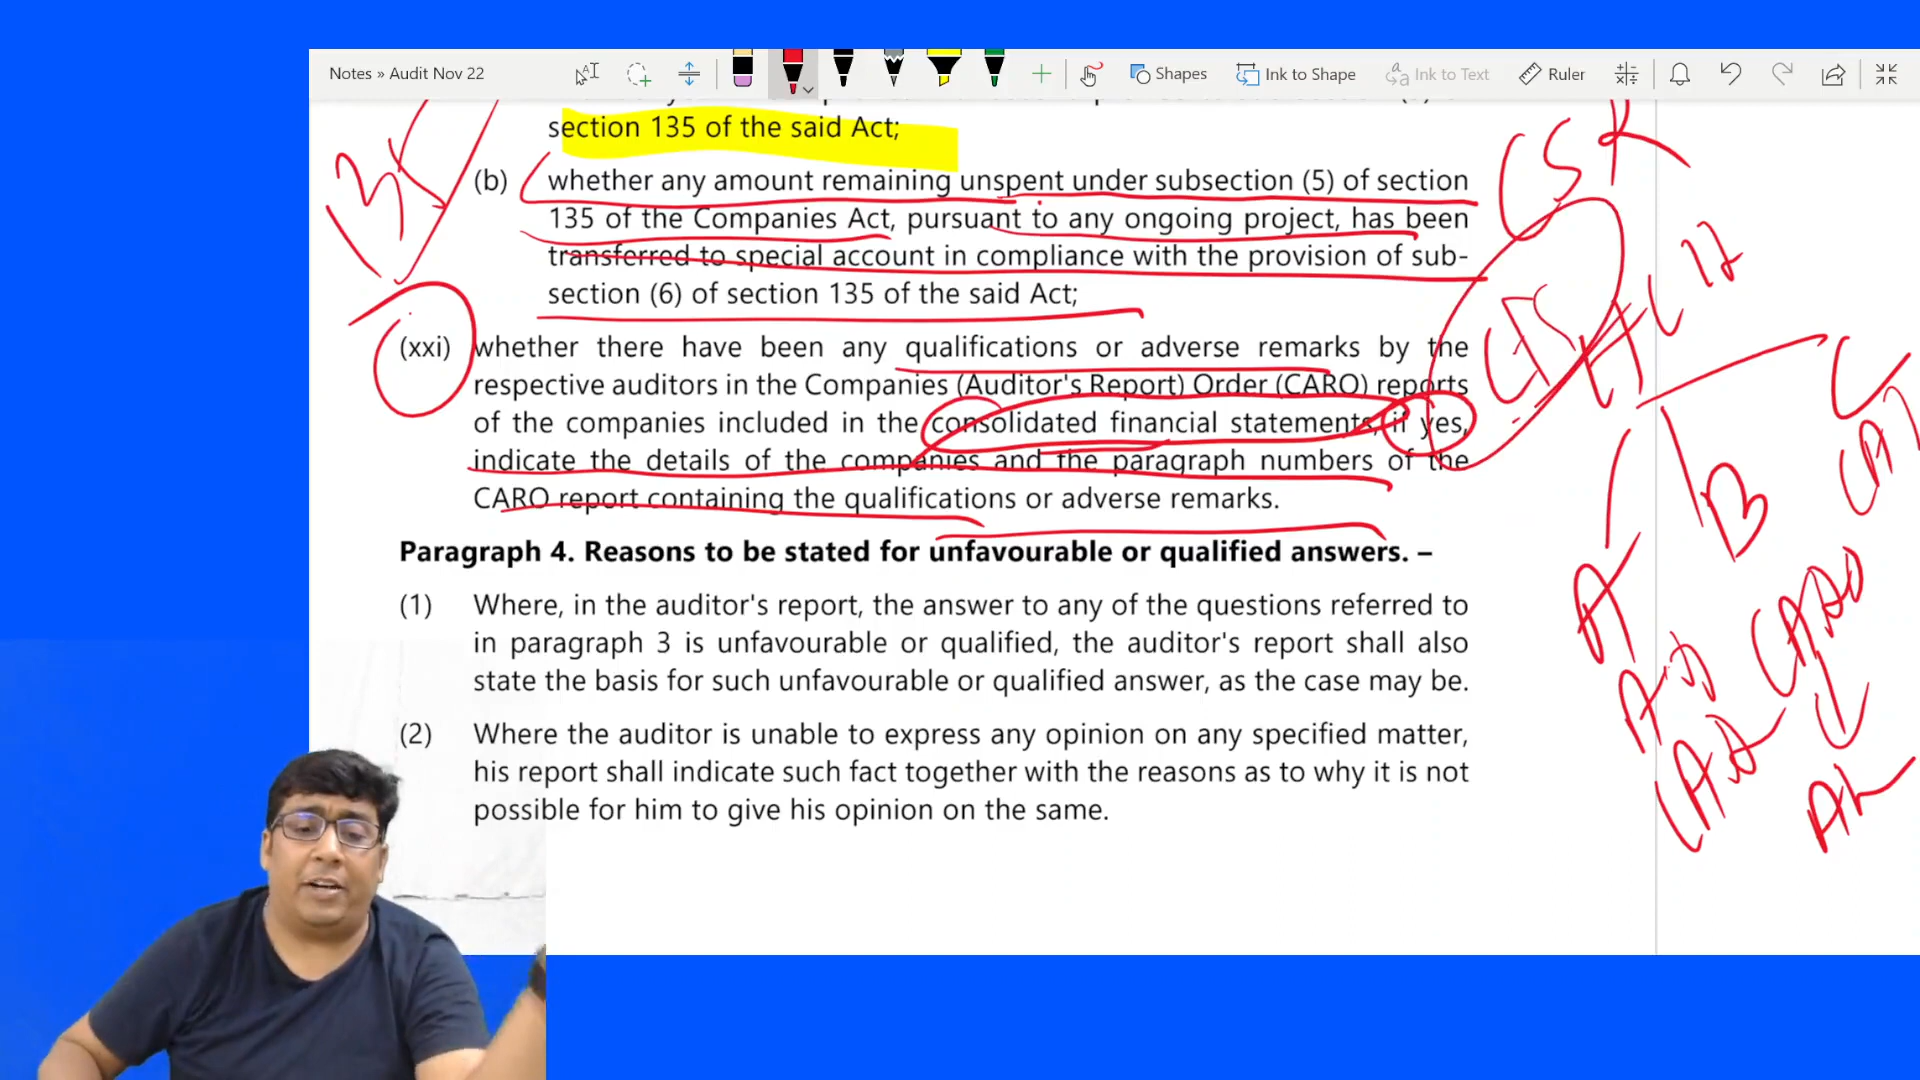 Notes » Audit Nov 22
Shapes
Ink to Shape
Ink to Text
Ruler
section 135 of the said Act;
135
CSR
(b) whether any amount remaining unspent under subsection (5) of section
135 of the Companies Act, pursuant to any ongoing project, has been
transferred to special account in compliance with the provision of sub-
section (6) of section 135 of the said Act;
(xxi) whether there have been any qualifications or adverse remarks by the
respective auditors in the Companies (Auditor's Report) Order (CARO) reports
of the companies included in the consolidated financial statements, if yes,
indicate the details of the companies and the paragraph numbers of the
CARO report containing the qualifications or adverse remarks.
CFS
A
B
C
CARO
Paragraph 4. Reasons to be stated for unfavourable or qualified answers. –
(1) Where, in the auditor's report, the answer to any of the questions referred to
in paragraph 3 is unfavourable or qualified, the auditor's report shall also
state the basis for such unfavourable or qualified answer, as the case may be.
(2) Where the auditor is unable to express any opinion on any specified matter,
his report shall indicate such fact together with the reasons as to why it is not
possible for him to give his opinion on the same.